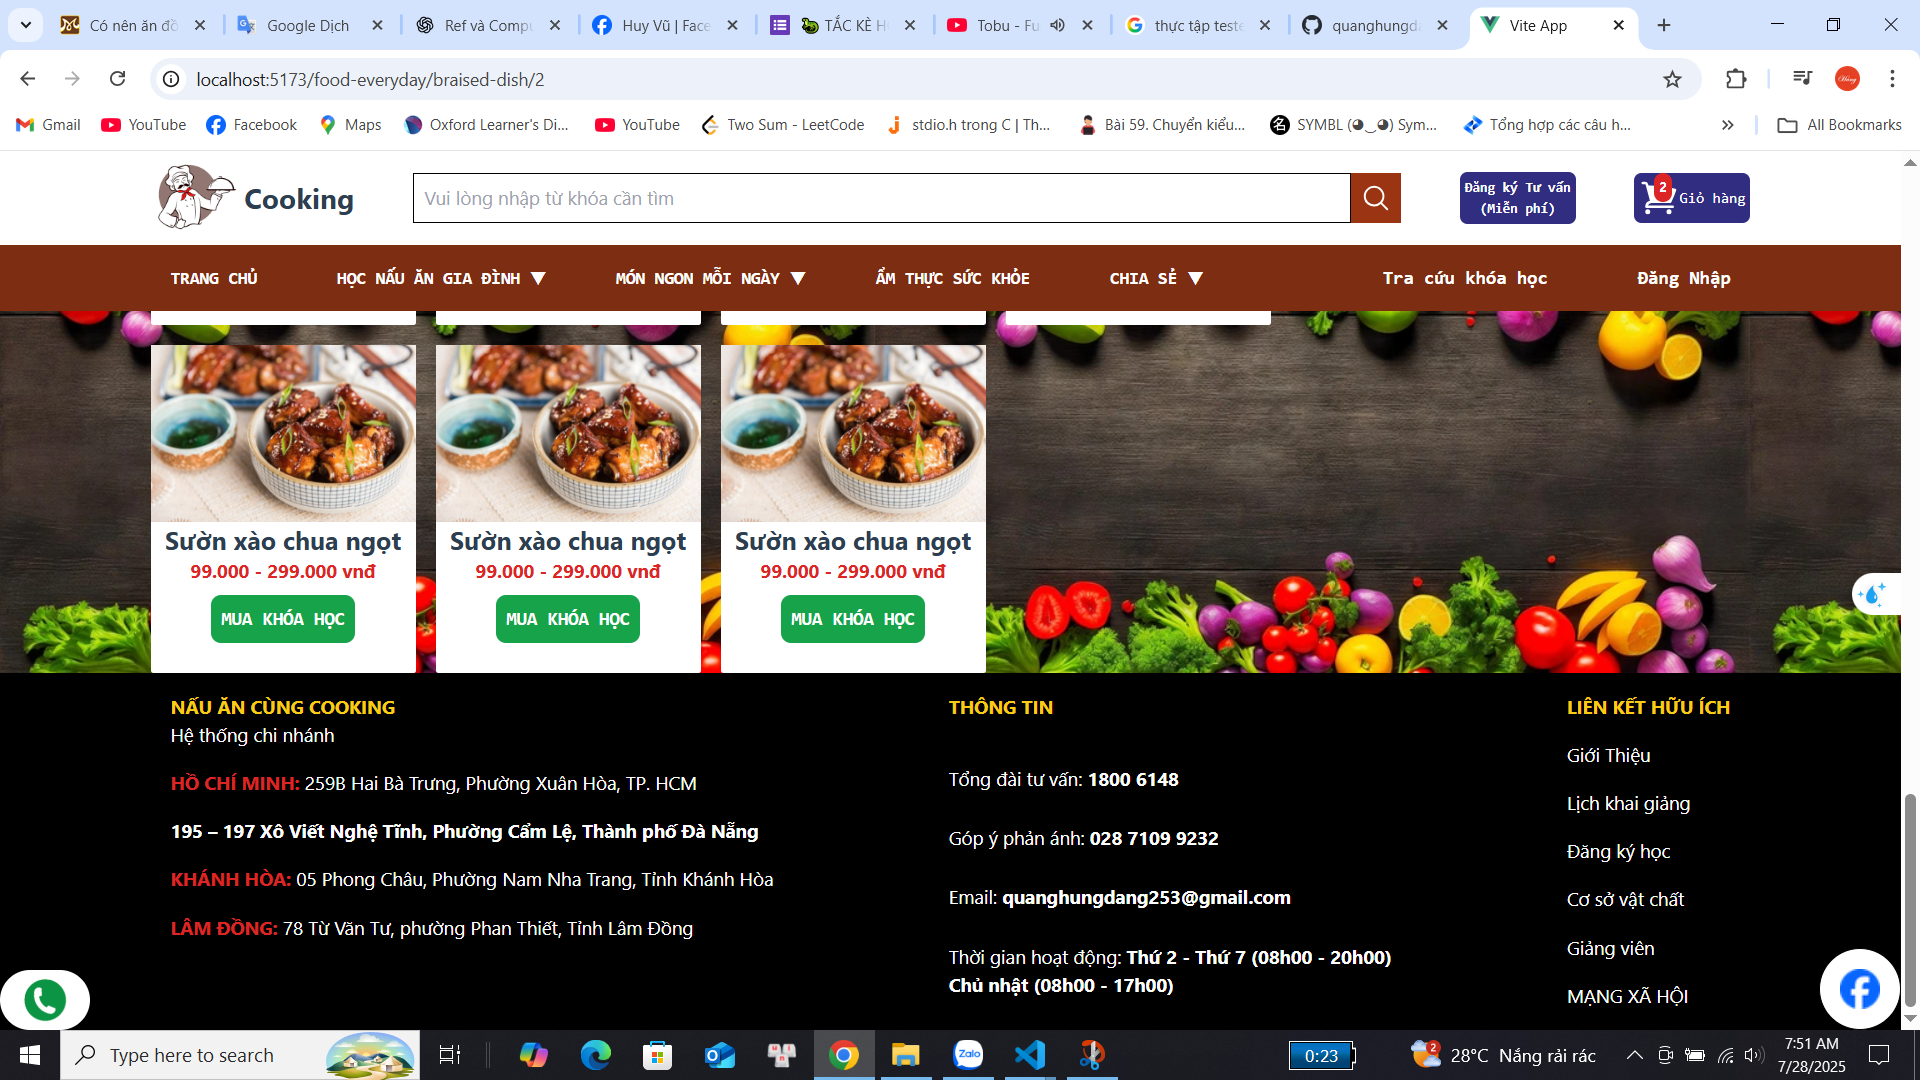 Có nên ăn đồ
Google Dịch
Ref và Compu
Huy Vũ | Face
TẮC KÈ H
Tobu - Fu
thực tập teste
quanghungda
Vite App
localhost:5173/food-everyday/braised-dish/2
Gmail
YouTube
Facebook
Maps
Oxford Learner's Di...
YouTube
Two Sum - LeetCode
stdio.h trong C | Th...
Bài 59. Chuyển kiểu...
SYMBL (◕‿◕) Sym...
Tổng hợp các câu h...
All Bookmarks
Cooking
Vui lòng nhập từ khóa cần tìm
Đăng ký Tư vấn
(Miễn phí)
2
Giỏ hàng
TRANG CHỦ
HỌC NẤU ĂN GIA ĐÌNH ▼
MÓN NGON MỖI NGÀY ▼
ẨM THỰC SỨC KHỎE
CHIA SẺ ▼
Tra cứu khóa học
Đăng Nhập
Sườn xào chua ngọt
99.000 - 299.000 vnđ
MUA KHÓA HỌC
Sườn xào chua ngọt
99.000 - 299.000 vnđ
MUA KHÓA HỌC
Sườn xào chua ngọt
99.000 - 299.000 vnđ
MUA KHÓA HỌC
NẤU ĂN CÙNG COOKING
Hệ thống chi nhánh
HỒ CHÍ MINH: 259B Hai Bà Trưng, Phường Xuân Hòa, TP. HCM
195 – 197 Xô Viết Nghệ Tĩnh, Phường Cẩm Lệ, Thành phố Đà Nẵng
KHÁNH HÒA: 05 Phong Châu, Phường Nam Nha Trang, Tỉnh Khánh Hòa
LÂM ĐỒNG: 78 Từ Văn Tư, phường Phan Thiết, Tỉnh Lâm Đồng
THÔNG TIN
Tổng đài tư vấn: 1800 6148
Góp ý phản ánh: 028 7109 9232
Email: quanghungdang253@gmail.com
Thời gian hoạt động: Thứ 2 - Thứ 7 (08h00 - 20h00)
Chủ nhật (08h00 - 17h00)
LIÊN KẾT HỮU ÍCH
Giới Thiệu
Lịch khai giảng
Đăng ký học
Cơ sở vật chất
Giảng viên
MẠNG XÃ HỘI
Type here to search
Zalo
0:23
2
28°C Nắng rải rác
7:51 AM
7/28/2025